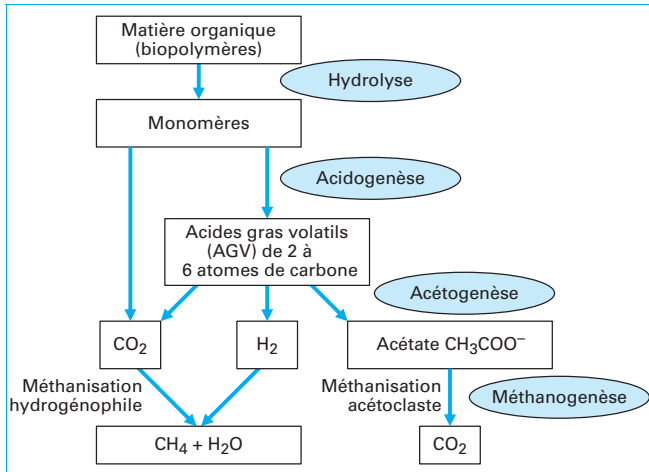 Matière organique
(biopolymères)
Hydrolyse
Monomères
Acidogenèse
Acides gras volatils
(AGV) de 2 à
6 atomes de carbone
Acétogenèse
CO2
H2
Acétate CH3COO–
Méthanisation
hydrogénophile
Méthanisation
acétoclaste
Méthanogenèse
CH4 + H2O
CO2